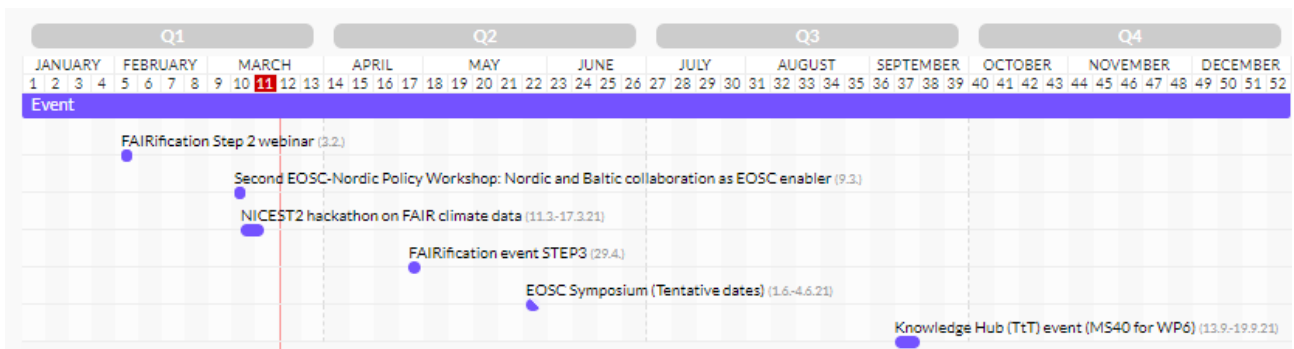 Q1 Q2 Q3 Q4
JANUARY FEBRUARY MARCH APRIL MAY JUNE JULY AUGUST SEPTEMBER OCTOBER NOVEMBER DECEMBER
1 2 3 4 5 6 7 8 9 10 11 12 13 14 15 16 17 18 19 20 21 22 23 24 25 26 27 28 29 30 31 32 33 34 35 36 37 38 39 40 41 42 43 44 45 46 47 48 49 50 51 52
Event
FAIRification Step 2 webinar (3.2.)
Second EOSC-Nordic Policy Workshop: Nordic and Baltic collaboration as EOSC enabler (9.3.)
NICEST2 hackathon on FAIR climate data (11.3.-17.3.21)
FAIRification event STEP3 (29.4.)
EOSC Symposium (Tentative dates) (1.6.-4.6.21)
Knowledge Hub (TtT) event (MS40 for WP6) (13.9.-19.9.21)